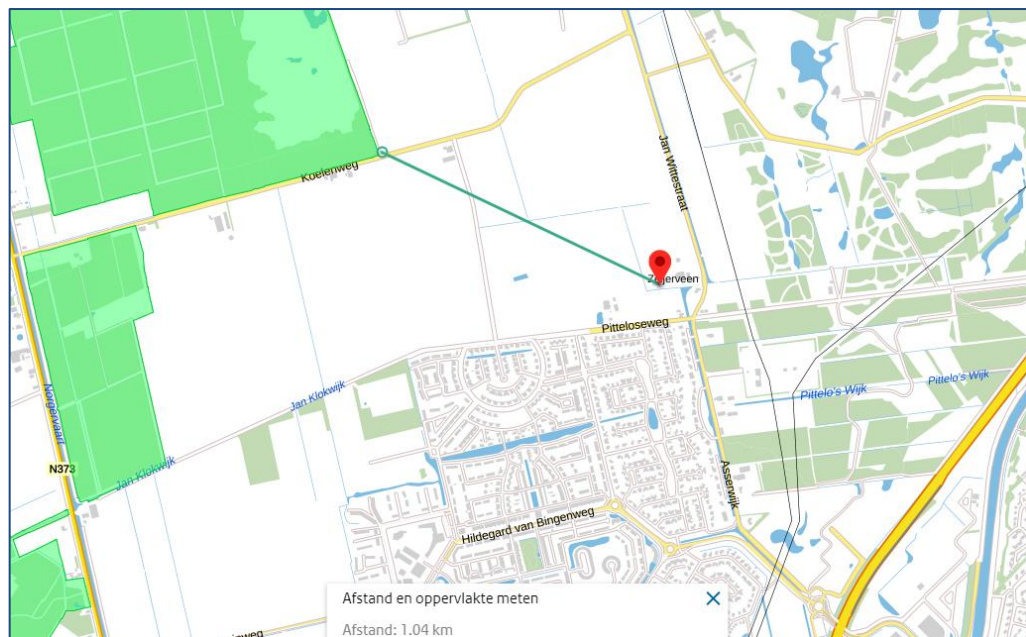 Koelenweg
Jan Wittestraat
Zeijerveen
Pitteloseweg
Pittelo's Wijk
Pittelo's Wijk
Jan Klokwijk
Norgervaart
N373
Jan Klokwijk
Asserwijk
Hildegard van Bingenweg
Afstand en oppervlakte meten
Afstand: 1.04 km